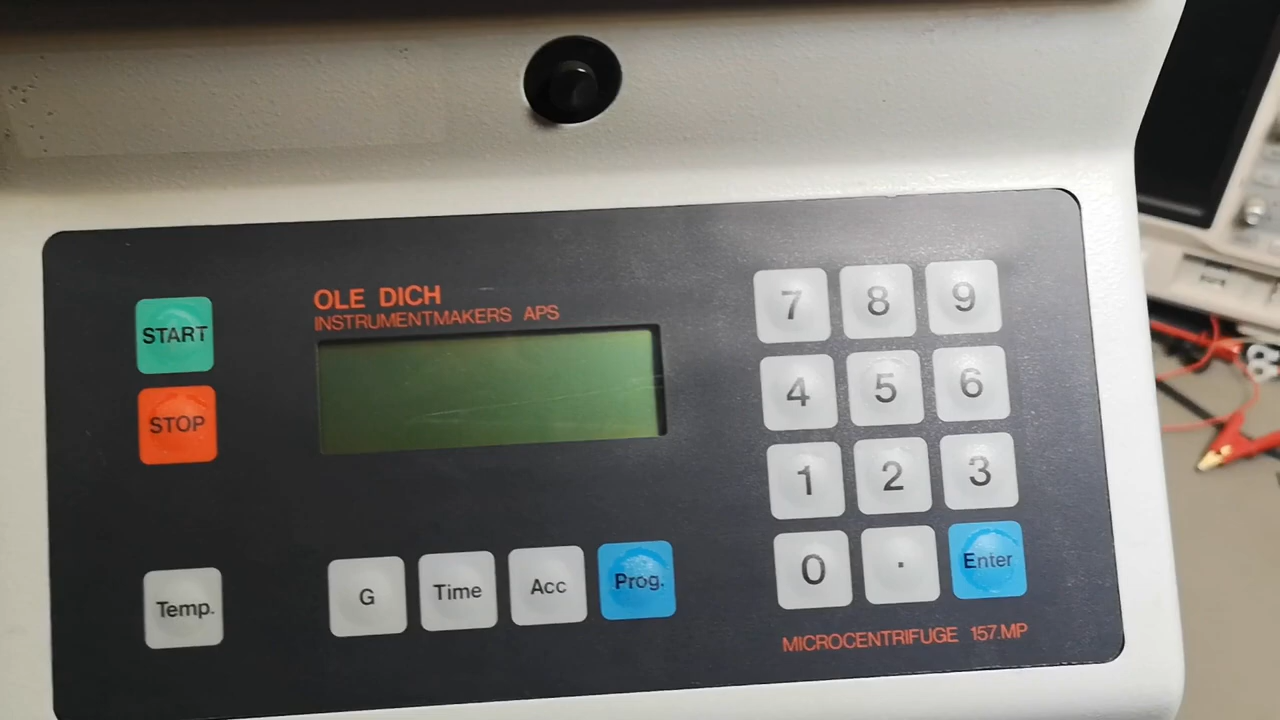 OLE DICH
INSTRUMENTMAKERS APS
START
STOP
Temp.
G Time Acc Prog.
7 8 9
4 5 6
1 2 3
0 . Enter
MICROCENTRIFUGE 157.MP